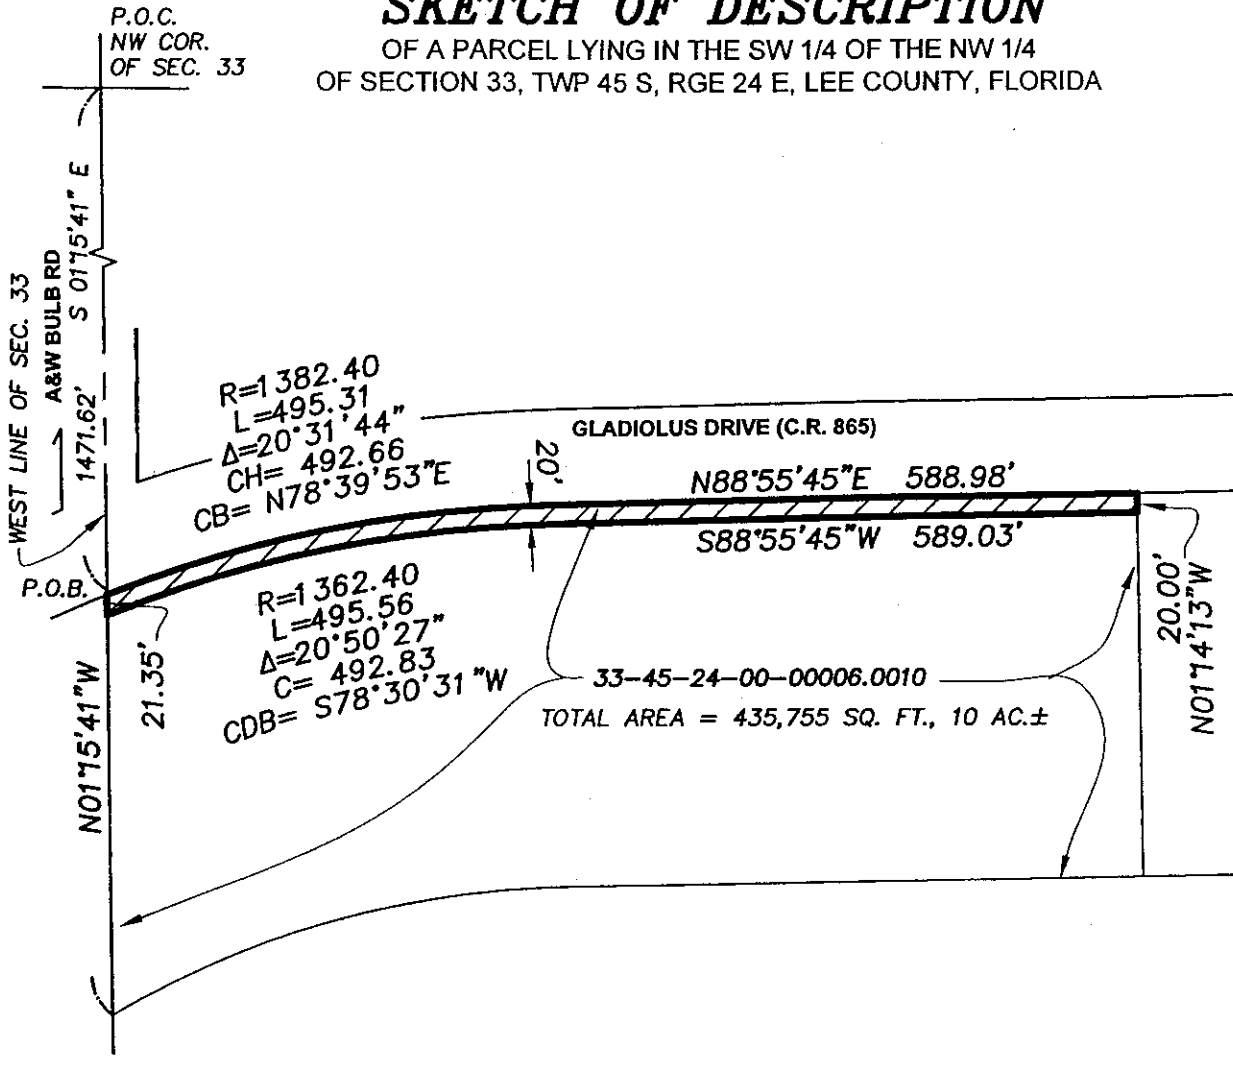 SKETCH OF DESCRIPTION
OF A PARCEL LYING IN THE SW 1/4 OF THE NW 1/4
OF SECTION 33, TWP 45 S, RGE 24 E, LEE COUNTY, FLORIDA
P.O.C.
NW COR.
OF SEC. 33
WEST LINE OF SEC. 33
A&W BULB RD
1471.62' S 01°15'41" E
R=1382.40
L=495.31
Δ=20°31'44"
CH= 492.66
CB= N78°39'53"E
GLADIOLUS DRIVE (C.R. 865)
20'
N88°55'45"E 588.98'
S88°55'45"W 589.03'
P.O.B.
R=1362.40
L=495.56
Δ=20°50'27"
C= 492.83
CDB= S78°30'31"W
21.35'
N01°15'41"W
20.00'
N01°14'13"W
33-45-24-00-00006.0010
TOTAL AREA = 435,755 SQ. FT., 10 AC.±